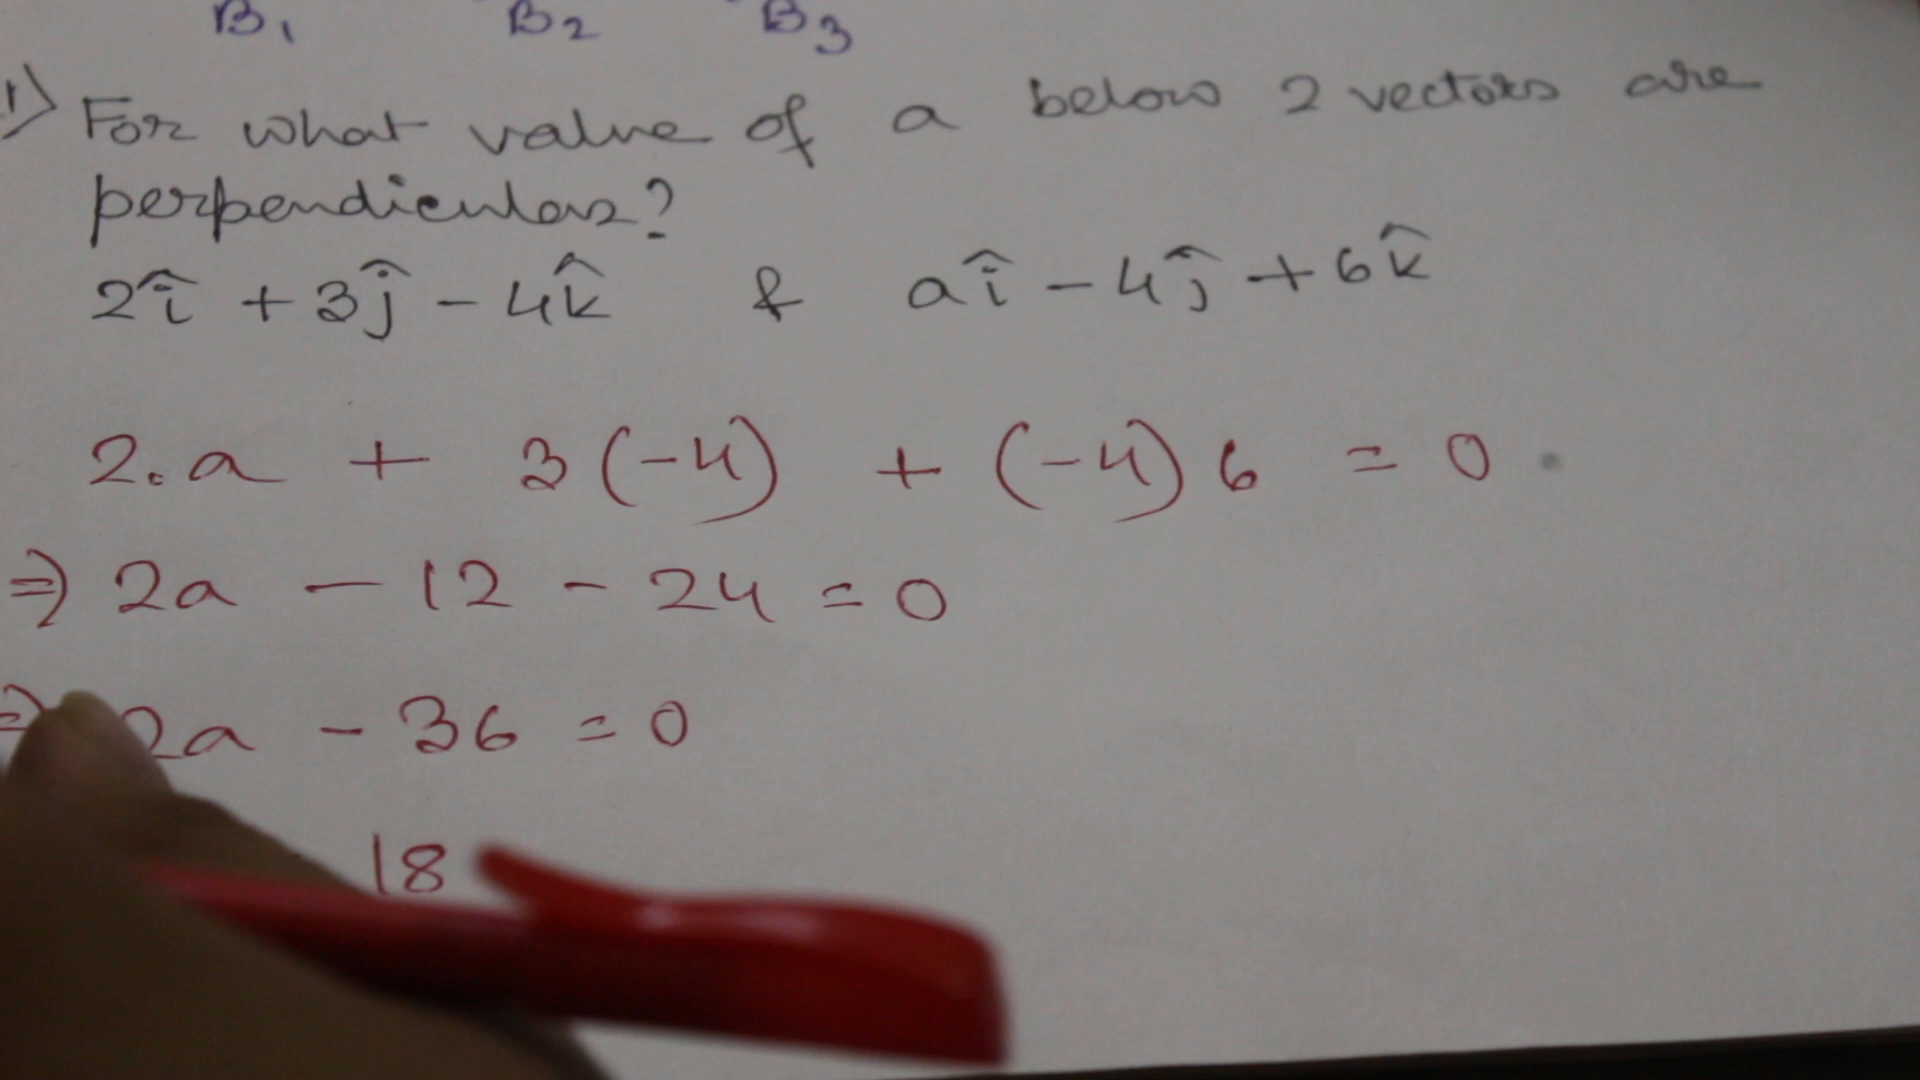 B1 B2 B3
1) For what value of a below 2 vectors are
perpendicular?
2î + 3ĵ - 4k̂ & aî - 4ĵ + 6k̂
2.a + 3(-4) + (-4)6 = 0
⇒ 2a - 12 - 24 = 0
⇒ 2a - 36 = 0
18